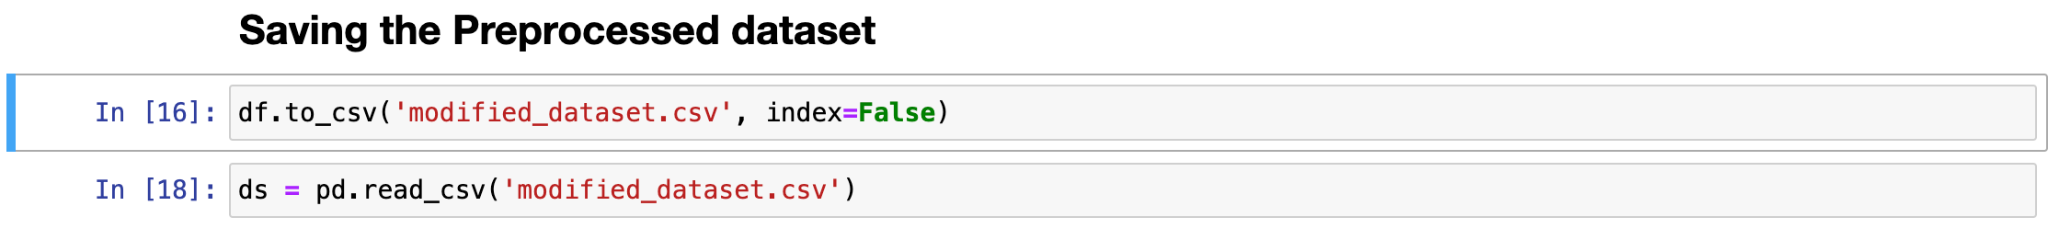 Saving the Preprocessed dataset
In [16]: df.to_csv('modified_dataset.csv', index=False)
In [18]: ds = pd.read_csv('modified_dataset.csv')